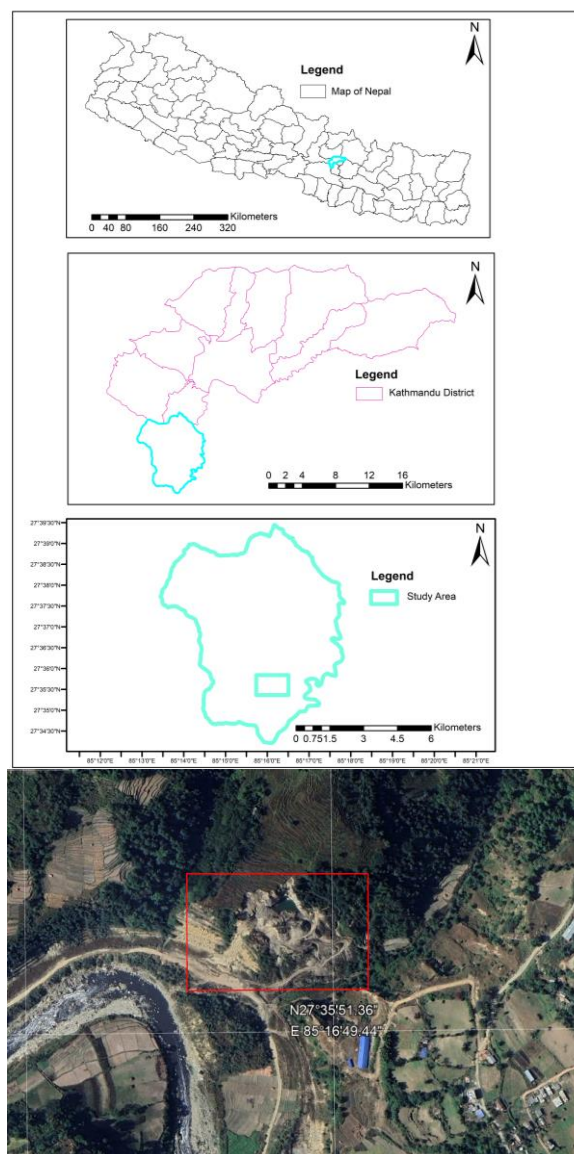 N
Legend
Map of Nepal
Kilometers
0 40 80 160 240 320
N
Legend
Kathmandu District
0 2 4 8 12 16
Kilometers
27°39'30"N
27°39'0"N
27°38'30"N
27°38'0"N
27°37'30"N
27°37'0"N
27°36'30"N
27°36'0"N
27°35'30"N
27°35'0"N
27°34'30"N
N
Legend
Study Area
Kilometers
0 0.75 1.5 3 4.5 6
85°12'0"E 85°13'0"E 85°14'0"E 85°15'0"E 85°16'0"E 85°17'0"E 85°18'0"E 85°19'0"E 85°20'0"E 85°21'0"E
N27°35'51.36"
E 85°16'49.44"